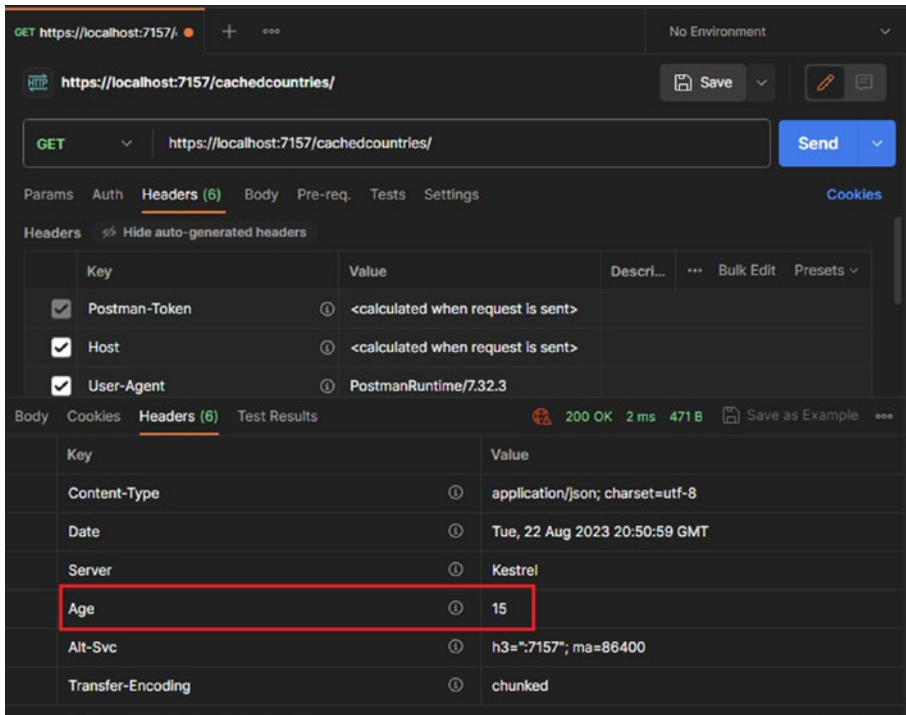 GET https://localhost:7157/ No Environment
HTTP https://localhost:7157/cachedcountries/ Save
GET https://localhost:7157/cachedcountries/ Send
Params Auth Headers (6) Body Pre-req. Tests Settings Cookies
Headers Hide auto-generated headers
Key Value Descri... Bulk Edit Presets
Postman-Token <calculated when request is sent>
Host <calculated when request is sent>
User-Agent PostmanRuntime/7.32.3
Body Cookies Headers (6) Test Results 200 OK 2 ms 471 B Save as Example
Key Value
Content-Type application/json; charset=utf-8
Date Tue, 22 Aug 2023 20:50:59 GMT
Server Kestrel
Age 15
Alt-Svc h3=":7157"; ma=86400
Transfer-Encoding chunked